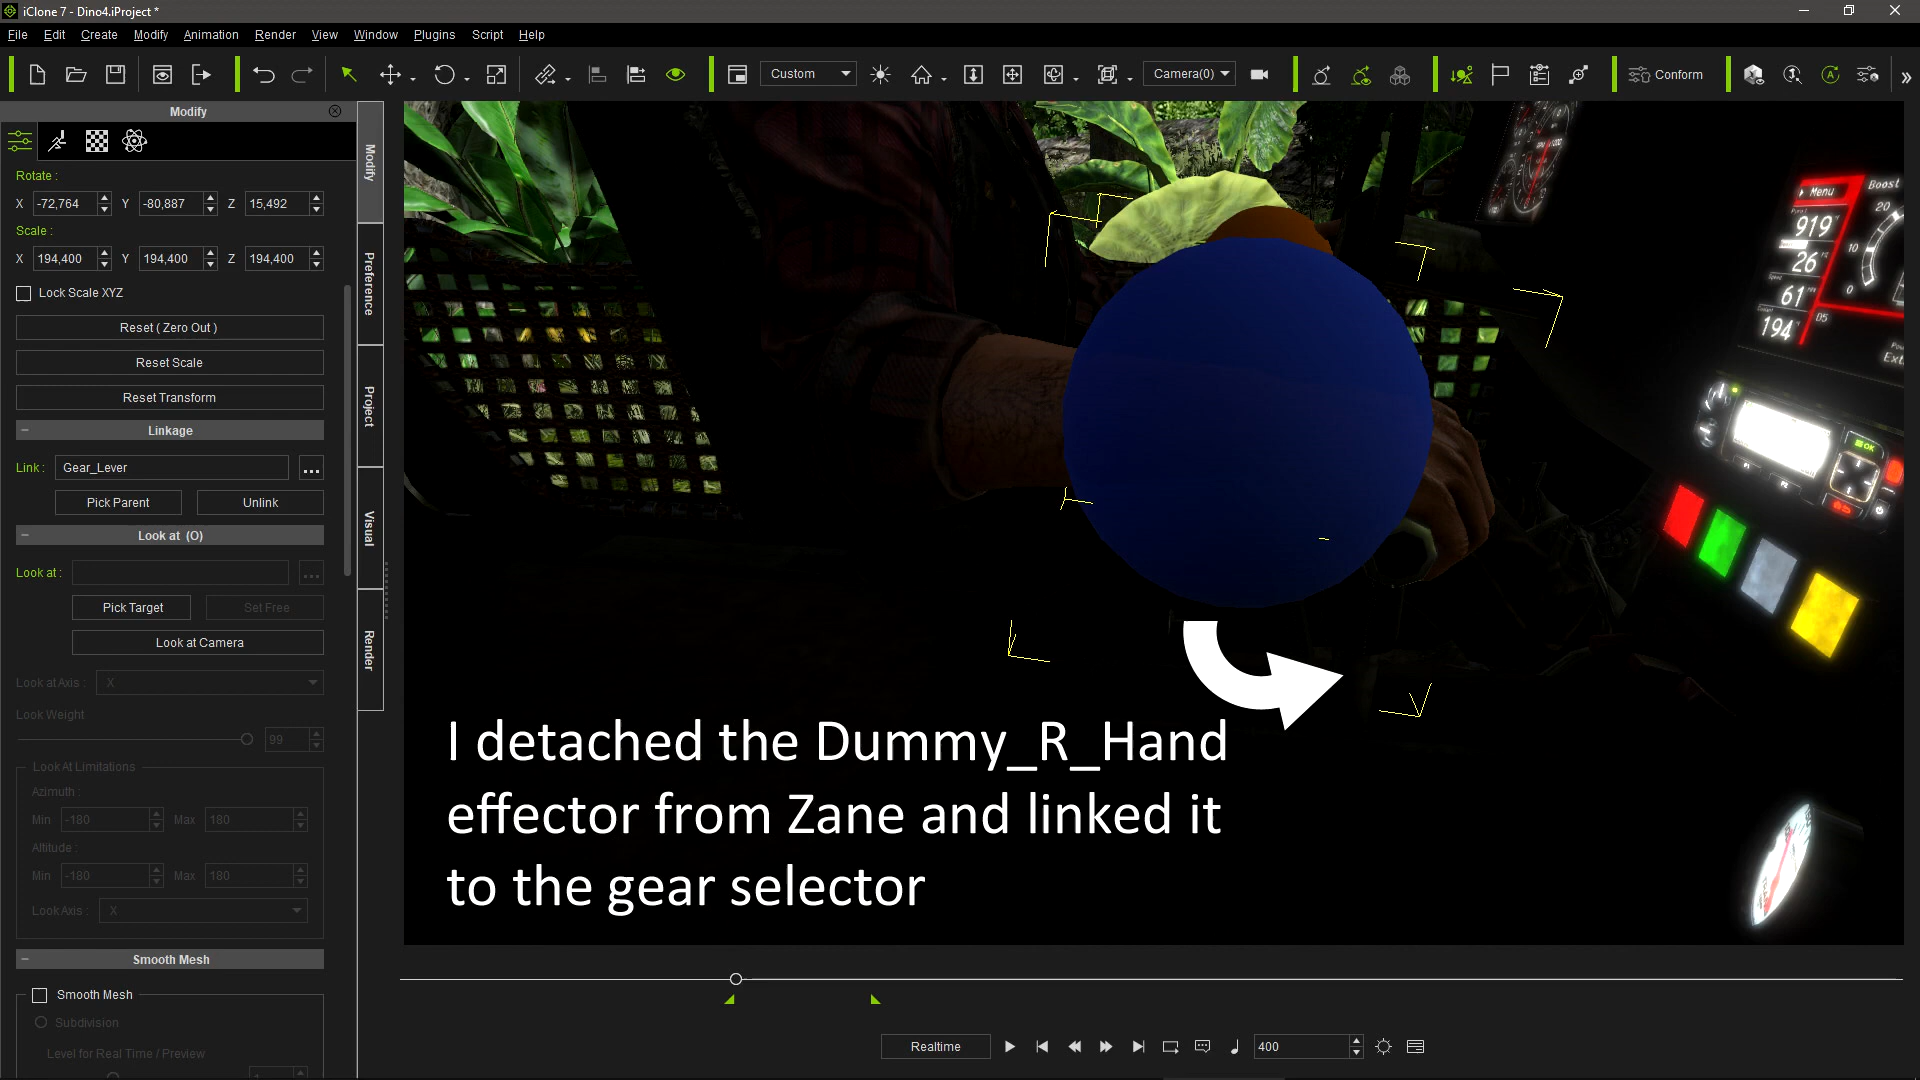 iClone 7 - Dino4.iProject *
File Edit Create Modify Animation Render View Window Plugins Script Help
Custom Camera(0) Conform
Modify
Rotate :
X -72,764 Y -80,887 Z 15,492
Scale :
X 194,400 Y 194,400 Z 194,400
Lock Scale XYZ
Reset ( Zero Out )
Reset Scale
Reset Transform
Linkage
Link : Gear_Lever
Pick Parent Unlink
Look at (O)
Look at :
Pick Target Set Free
Look at Camera
Look at Axis : X
Look Weight
99
Look At Limitations
Azimuth :
Min -180 Max 180
Altitude :
Min -180 Max 180
Look Axis : X
Smooth Mesh
Smooth Mesh
Subdivision
Level for Real Time / Preview
Modify
Preference
Project
Visual
Render
Menu
Boost
919
26
61
194
20
10
0
D5
OK
I detached the Dummy_R_Hand
effector from Zane and linked it
to the gear selector
Realtime 400